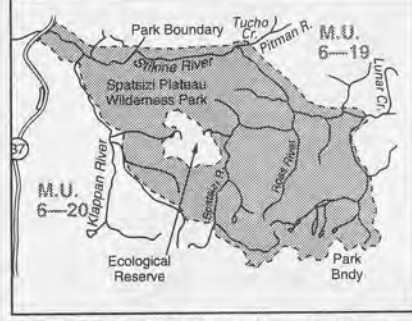 Park Boundary
Tucho
Cr.
Pitman R.
M.U.
6—19
Stikine River
Lunar Cr.
Spatsizi Plateau
Wilderness Park
37
Klappan River
M.U.
6—20
Spatsizi R.
Ross River
Ecological
Reserve
Park
Bndy